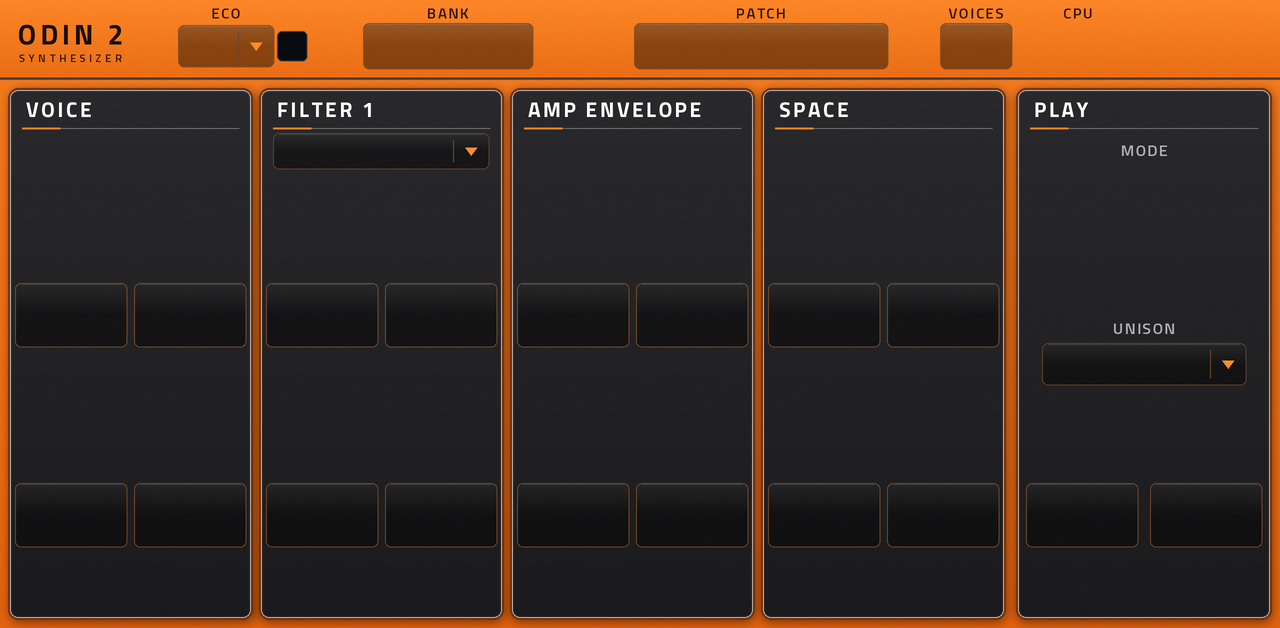 ECO
BANK
PATCH
VOICES
CPU
ODIN 2
SYNTHESIZER
VOICE
FILTER 1
AMP ENVELOPE
SPACE
PLAY
MODE
UNISON